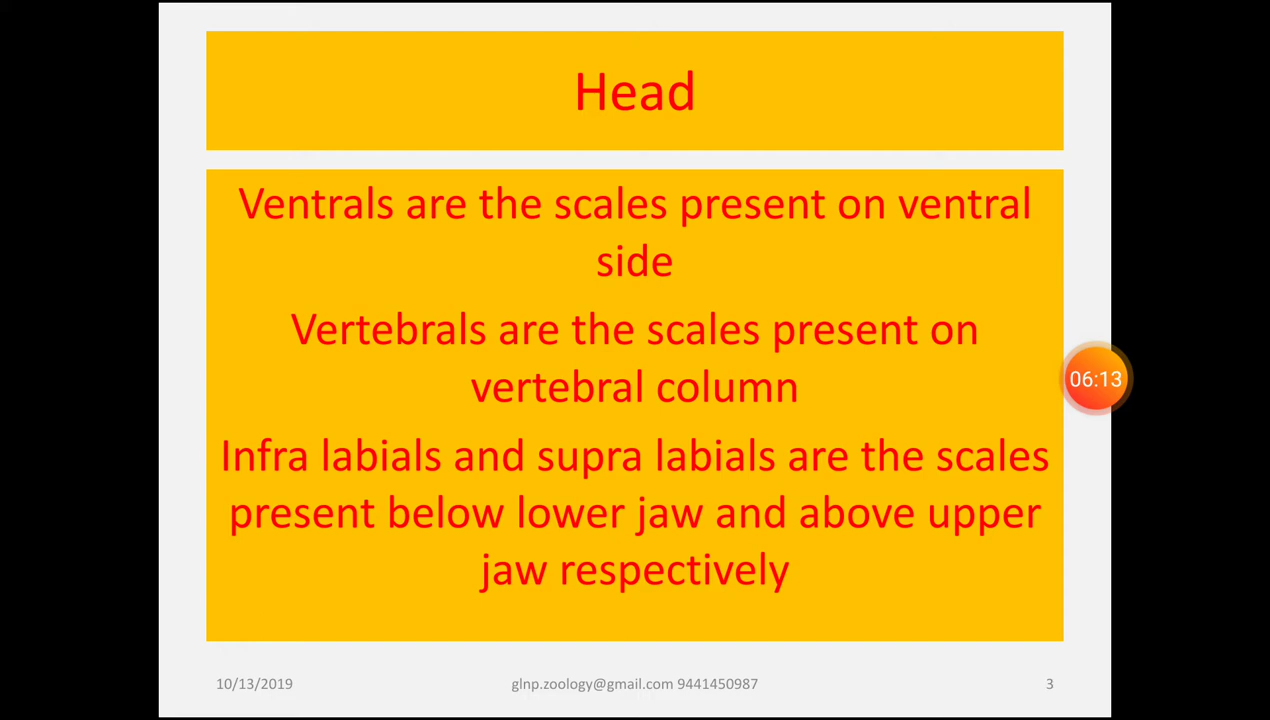 Head
Ventrals are the scales present on ventral
side
Vertebrals are the scales present on
vertebral column
Infra labials and supra labials are the scales
present below lower jaw and above upper
jaw respectively
06:13
10/13/2019 glnp.zoology@gmail.com 9441450987 3